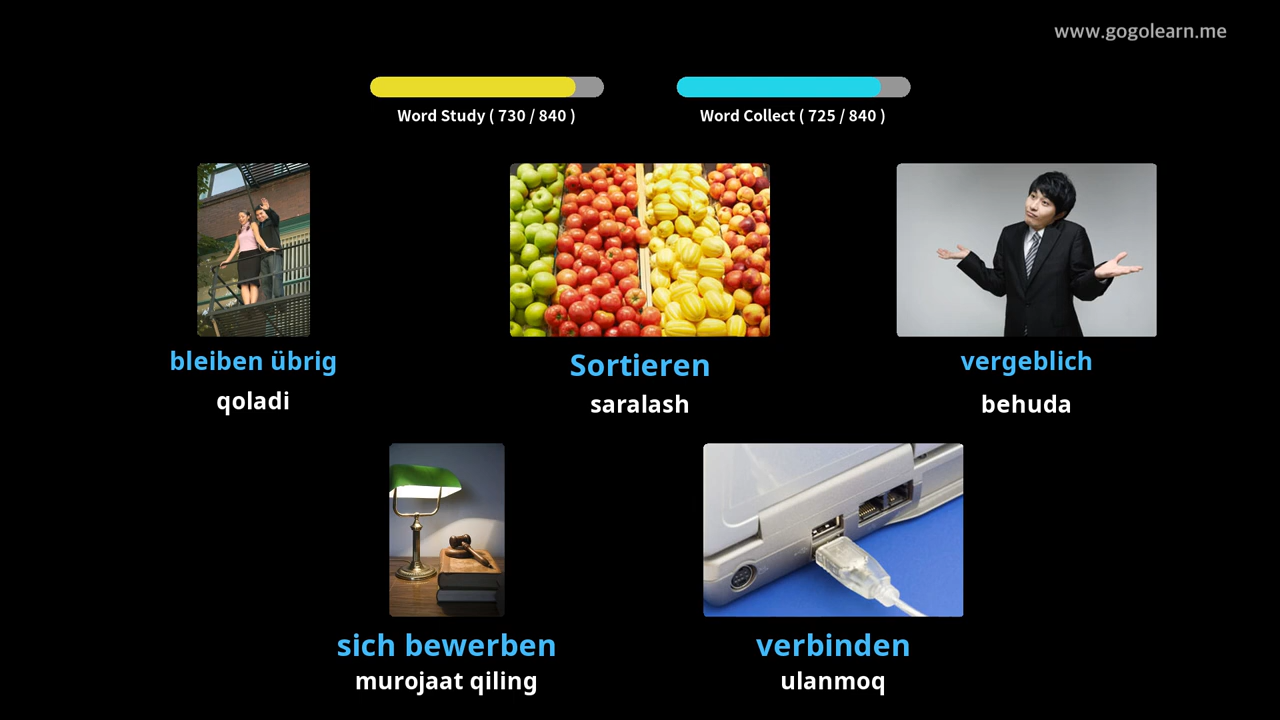 www.gogolearn.me
Word Study ( 730 / 840 )
Word Collect ( 725 / 840 )
bleiben übrig
qoladi
Sortieren
saralash
vergeblich
behuda
sich bewerben
murojaat qiling
verbinden
ulanmoq